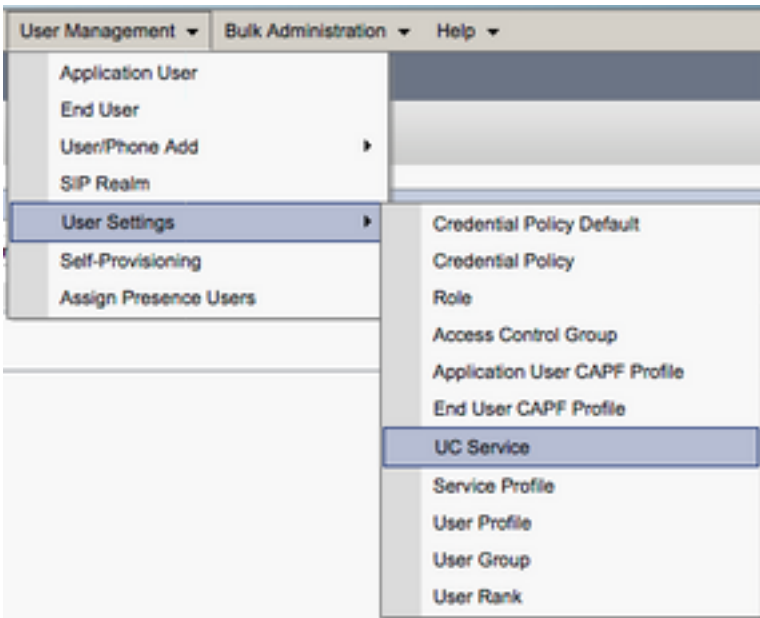 User Management Bulk Administration Help
Application User
End User
User/Phone Add
SIP Realm
User Settings
Self-Provisioning
Assign Presence Users
Credential Policy Default
Credential Policy
Role
Access Control Group
Application User CAPF Profile
End User CAPF Profile
UC Service
Service Profile
User Profile
User Group
User Rank